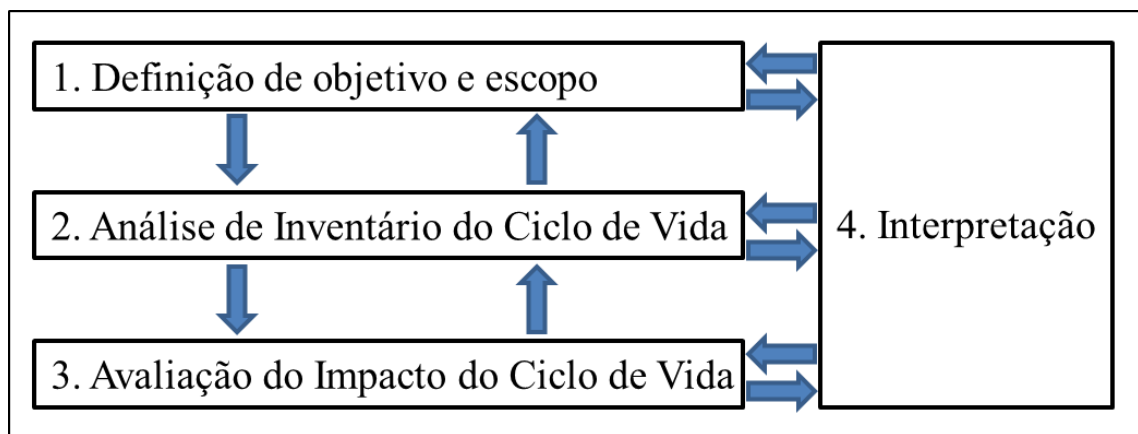 1. Definição de objetivo e escopo
2. Análise de Inventário do Ciclo de Vida
4. Interpretação
3. Avaliação do Impacto do Ciclo de Vida